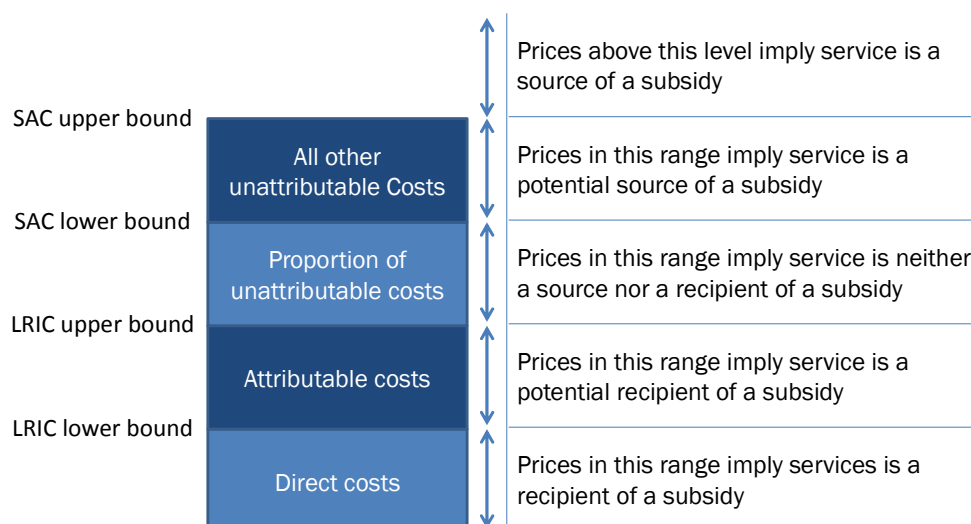 Prices above this level imply service is a
source of a subsidy
SAC upper bound
All other
unattributable Costs
Prices in this range imply service is a
potential source of a subsidy
SAC lower bound
Proportion of
unattributable costs
Prices in this range imply service is neither
a source nor a recipient of a subsidy
LRIC upper bound
Attributable costs
Prices in this range imply service is a
potential recipient of a subsidy
LRIC lower bound
Direct costs
Prices in this range imply services is a
recipient of a subsidy